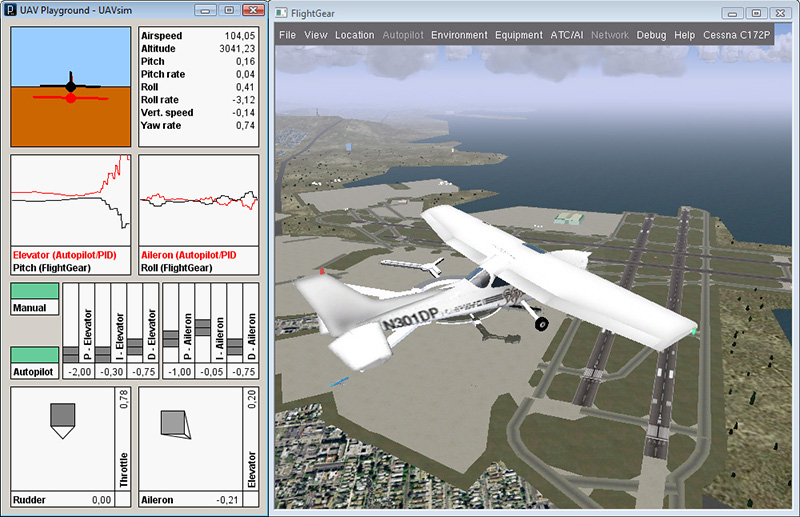 UAV Playground - UAVsim
Airspeed 104,05
Altitude 3041,23
Pitch 0,16
Pitch rate 0,04
Roll 0,41
Roll rate -3,12
Vert. speed -0,14
Yaw rate 0,74
Elevator (Autopilot/PID)
Pitch (FlightGear)
Aileron (Autopilot/PID
Roll (FlightGear)
Manual
Autopilot
P - Elevator
-2,00
I - Elevator
-0,30
D - Elevator
-0,75
P - Aileron
-1,00
I - Aileron
-0,05
D - Aileron
-0,75
Throttle 0,78
Rudder 0,00
Elevator 0,20
Aileron -0,21
FlightGear
File View Location Autopilot Environment Equipment ATC/AI Network Debug Help Cessna C172P
N301DP